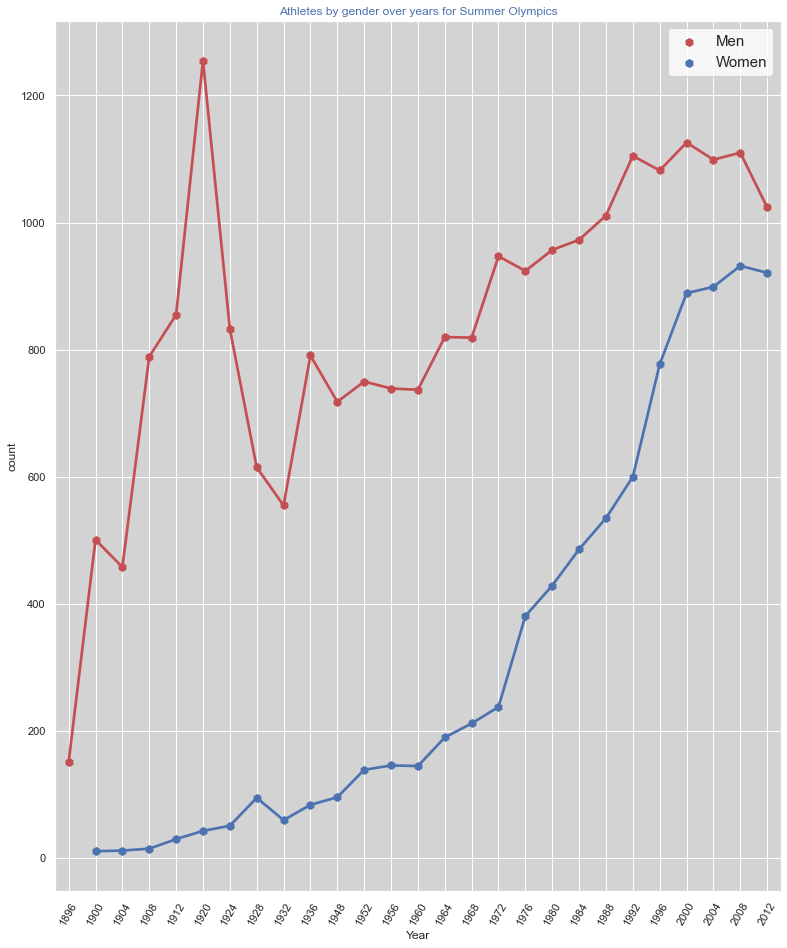 Athletes by gender over years for Summer Olympics
Men
Women
1200
1000
800
600
400
200
0
count
1896 1900 1904 1908 1912 1920 1924 1928 1932 1936 1948 1952 1956 1960 1964 1968 1972 1976 1980 1984 1988 1992 1996 2000 2004 2008 2012
Year